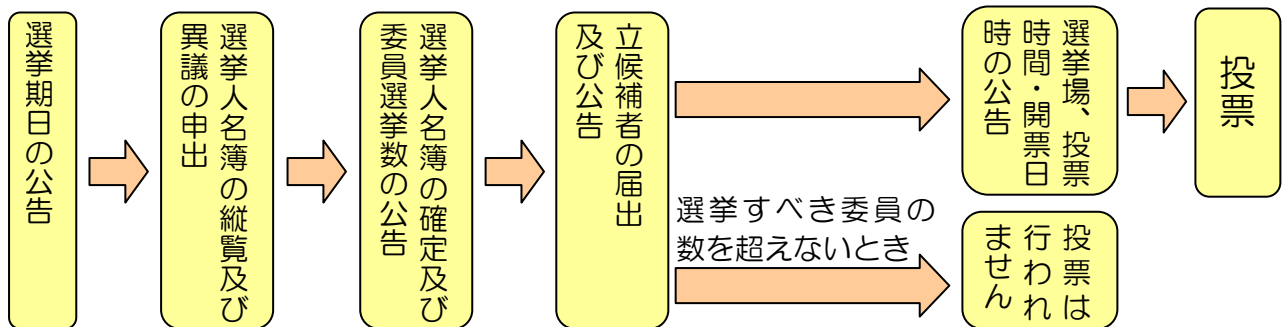 選挙期日の公告
選挙人名簿の縦覧及び
異議の申出
選挙人名簿の確定及び
委員選挙数の公告
立候補者の届出
及び公告
選挙場、投票
時間・開票日
時の公告
投票
選挙すべき委員の
数を超えないとき
投票は
行われ
ません